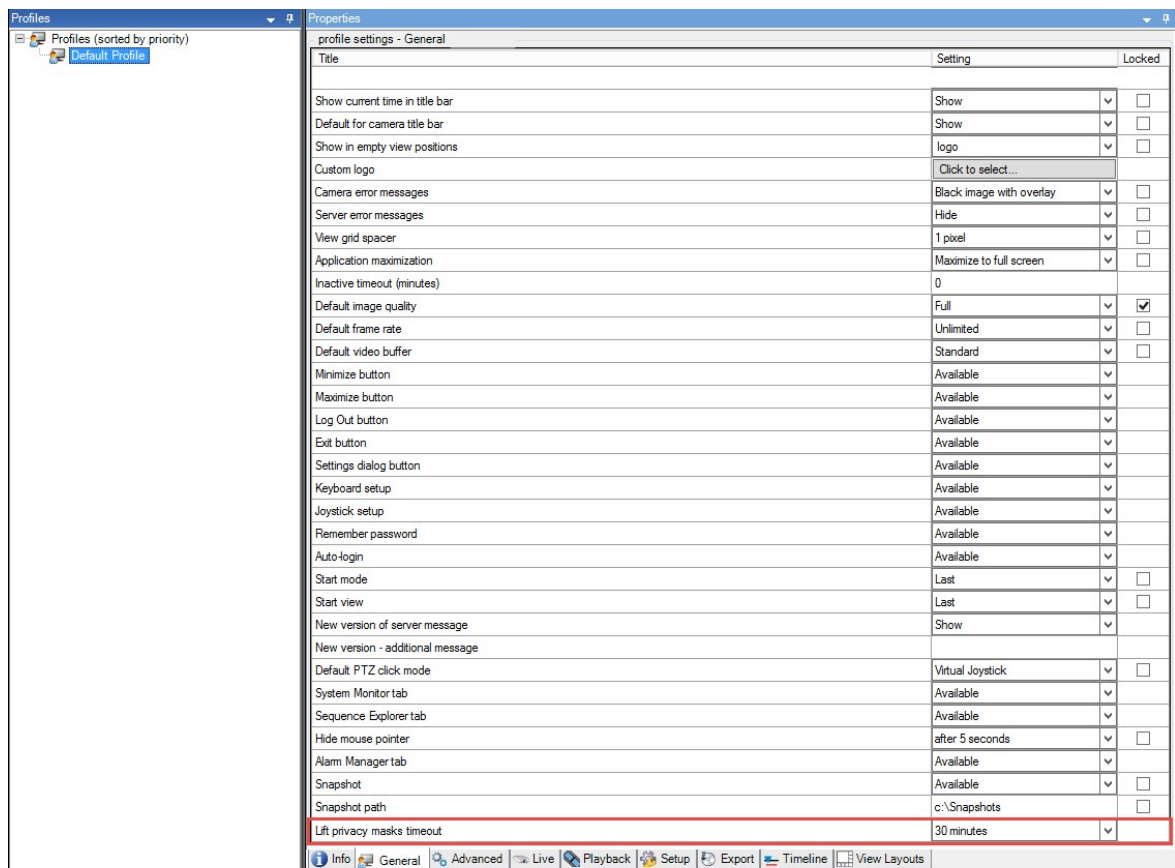 Profiles
Profiles (sorted by priority)
Default Profile
Properties
profile settings - General
Title Setting Locked
Show current time in title bar Show
Default for camera title bar Show
Show in empty view positions logo
Custom logo Click to select...
Camera error messages Black image with overlay
Server error messages Hide
View grid spacer 1 pixel
Application maximization Maximize to full screen
Inactive timeout (minutes) 0
Default image quality Full
Default frame rate Unlimited
Default video buffer Standard
Minimize button Available
Maximize button Available
Log Out button Available
Exit button Available
Settings dialog button Available
Keyboard setup Available
Joystick setup Available
Remember password Available
Auto-login Available
Start mode Last
Start view Last
New version of server message Show
New version - additional message
Default PTZ click mode Virtual Joystick
System Monitor tab Available
Sequence Explorer tab Available
Hide mouse pointer after 5 seconds
Alarm Manager tab Available
Snapshot Available
Snapshot path c:\Snapshots
Lift privacy masks timeout 30 minutes
Info General Advanced Live Playback Setup Export Timeline View Layouts